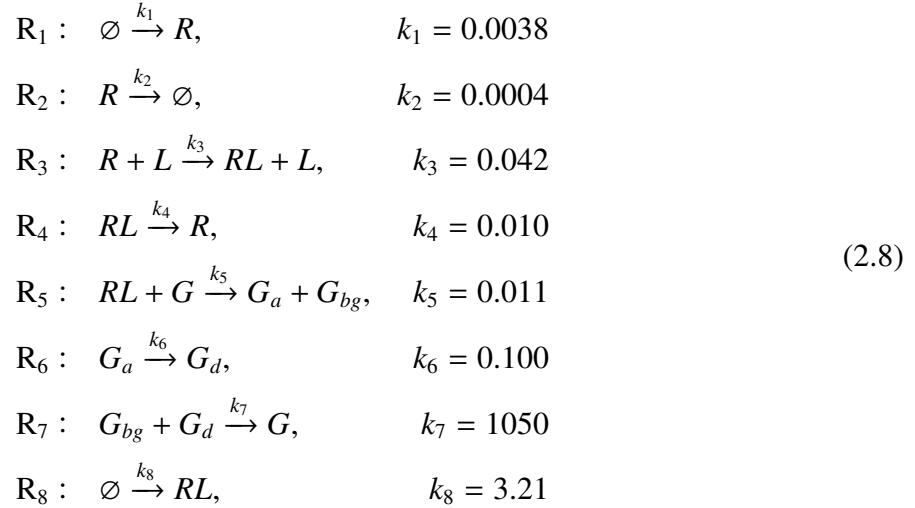 R₁ : ∅ —k₁→ R, k₁ = 0.0038
R₂ : R —k₂→ ∅, k₂ = 0.0004
R₃ : R + L —k₃→ RL + L, k₃ = 0.042
R₄ : RL —k₄→ R, k₄ = 0.010
(2.8)
R₅ : RL + G —k₅→ Gₐ + G_bg, k₅ = 0.011
R₆ : Gₐ —k₆→ G_d, k₆ = 0.100
R₇ : G_bg + G_d —k₇→ G, k₇ = 1050
R₈ : ∅ —k₈→ RL, k₈ = 3.21